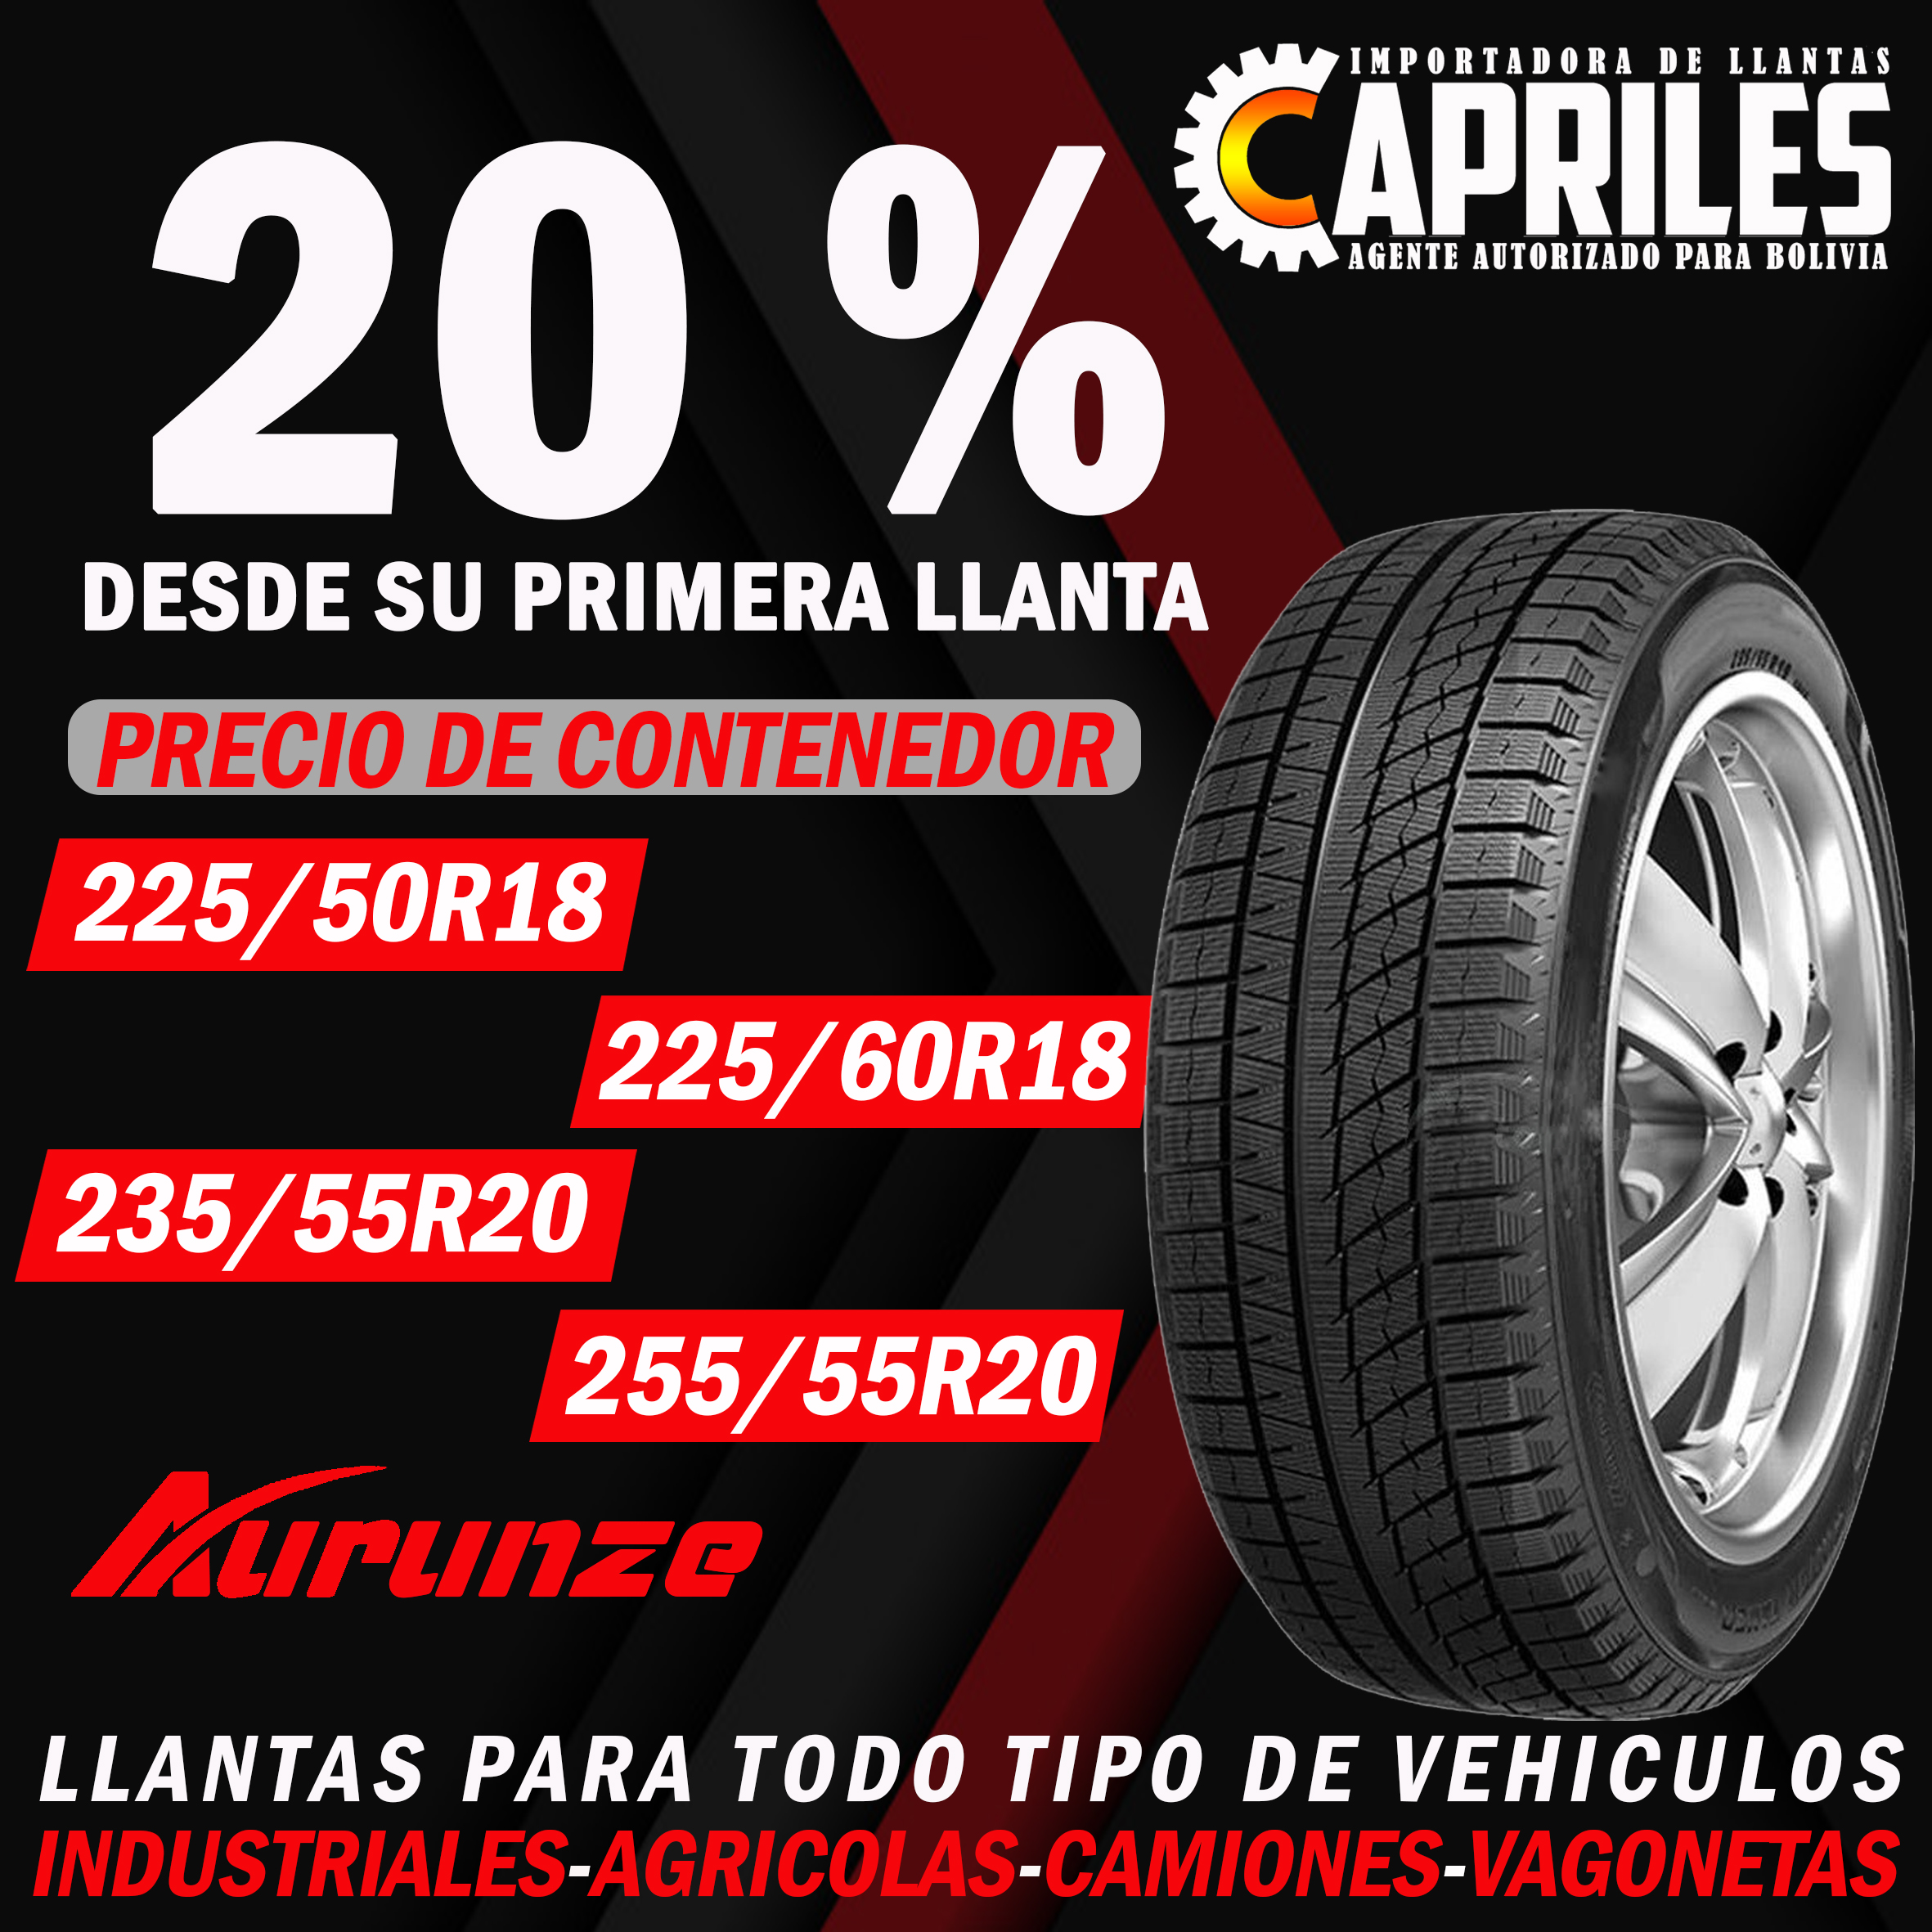 IMPORTADORA DE LLANTAS
CAPRILES
AGENTE AUTORIZADO PARA BOLIVIA
20 %
DESDE SU PRIMERA LLANTA
PRECIO DE CONTENEDOR
225/50R18
225/60R18
235/55R20
255/55R20
Aurunze
LLANTAS PARA TODO TIPO DE VEHICULOS
INDUSTRIALES-AGRICOLAS-CAMIONES-VAGONETAS